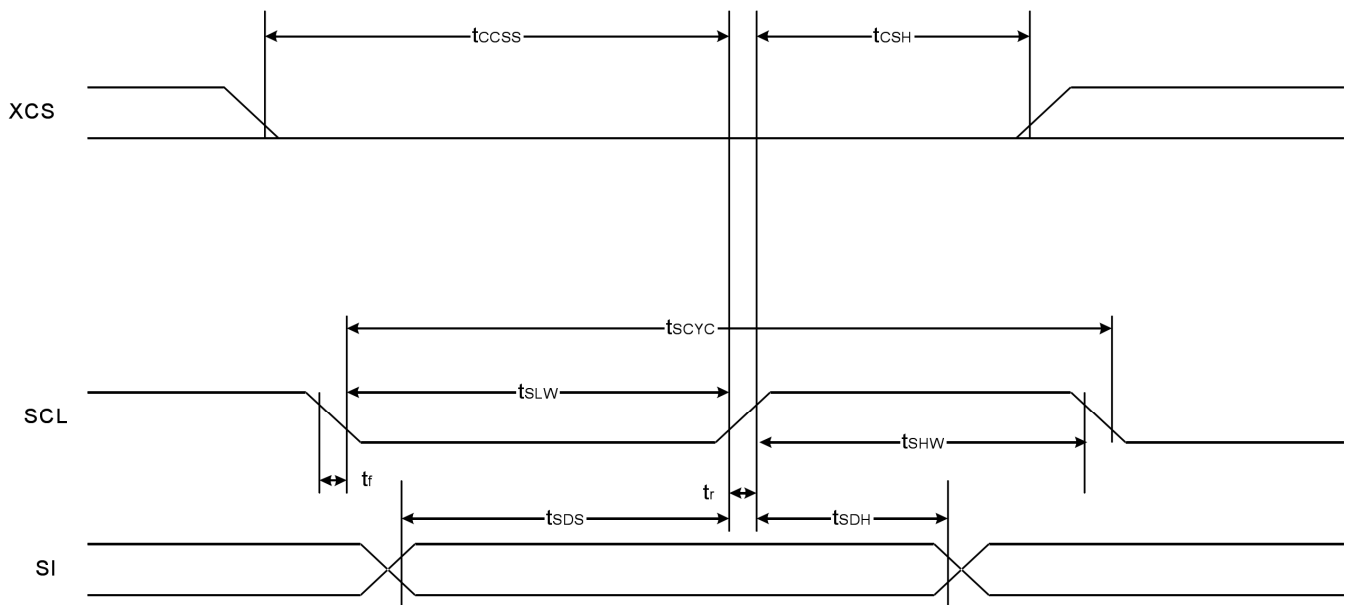 tCCSS
tCSH
XCS
tSCYC
tSLW
SCL
tSHW
tf
tr
tSDS
tSDH
SI